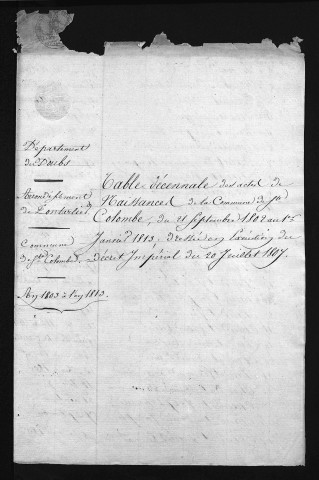 Département
du Doubs
Arrondissement
de Pontarlier
Commune
de Ste Colombe
An 1803 à l'an 1813.
Table décennale des actes de
Naissances de la Commune de Ste
Colombe, du 21 Septembre 1802 au 1er
Janvier 1813, dressée en exécution du
Décret Impérial du 20 Juillet 1807.